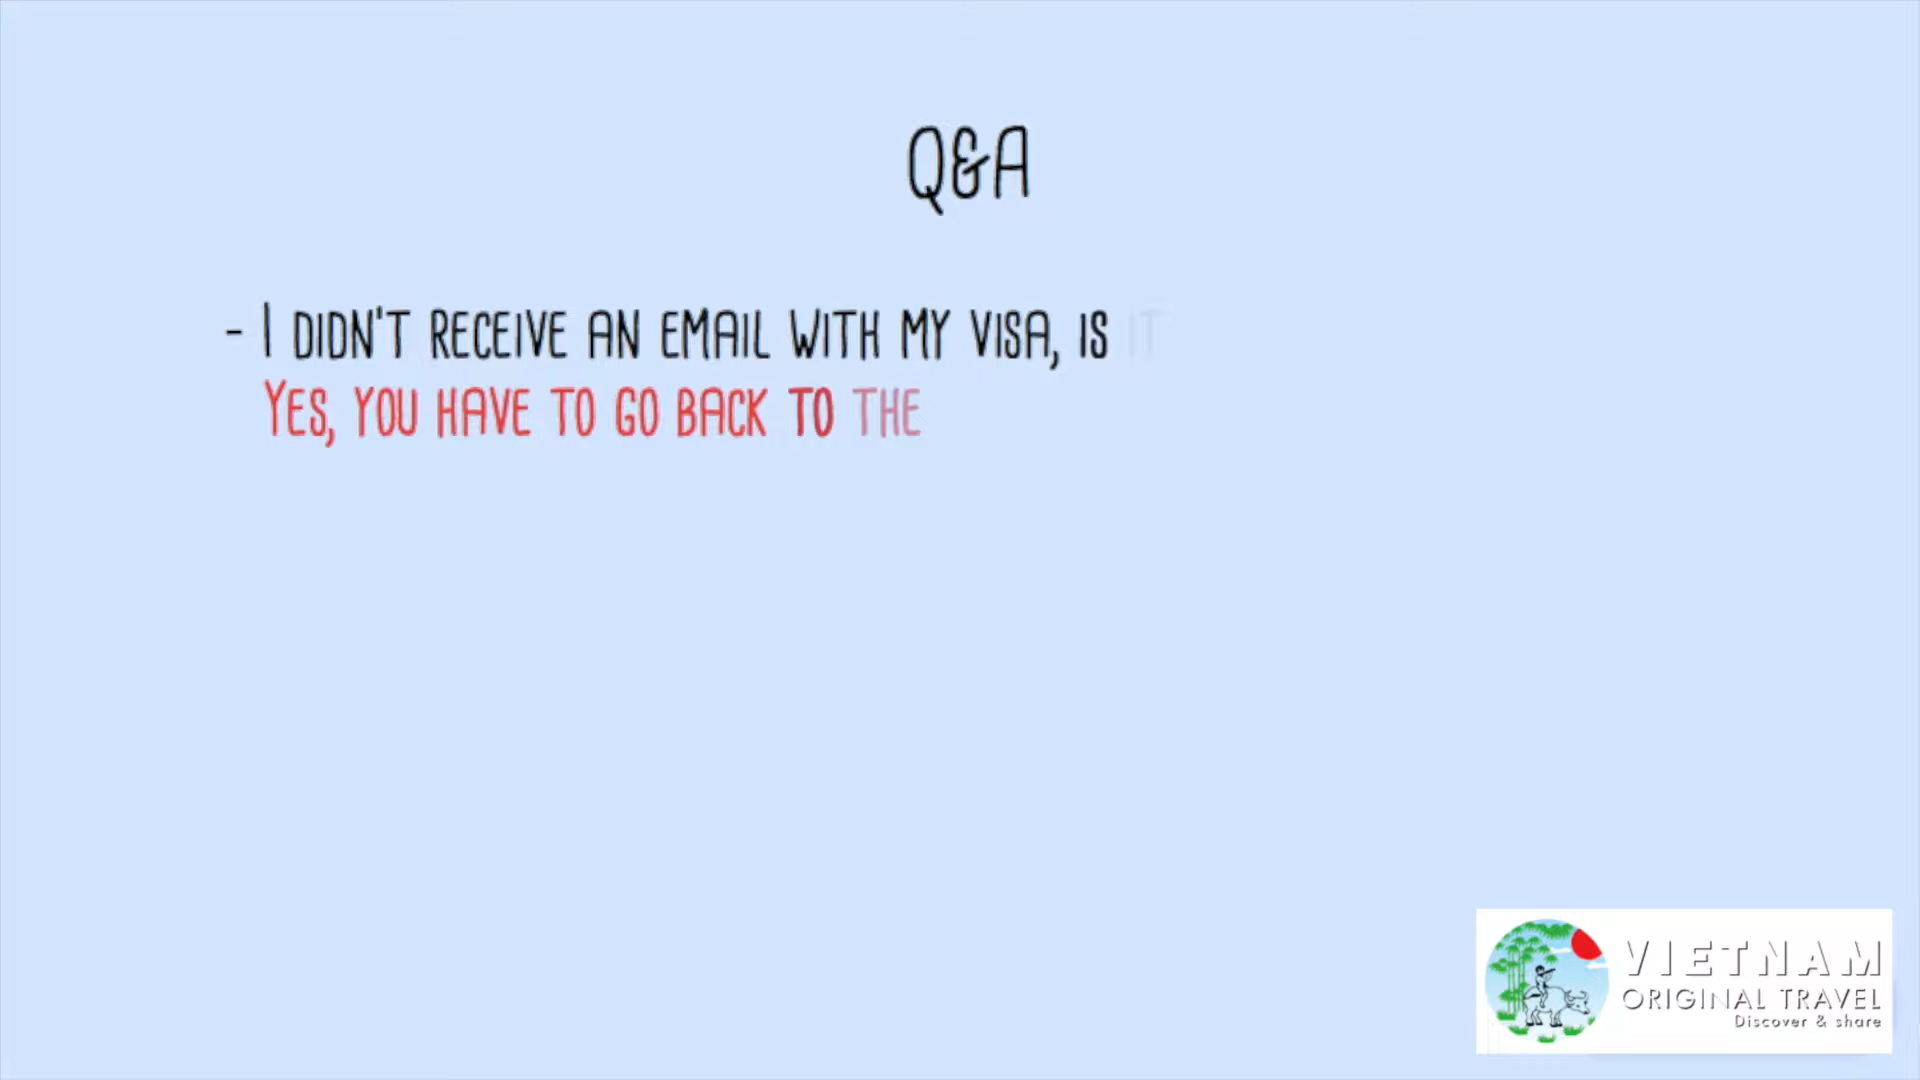 Q&A
- I DIDN'T RECEIVE AN EMAIL WITH MY VISA, IS IT
YES, YOU HAVE TO GO BACK TO THE
VIETNAM
ORIGINAL TRAVEL
Discover & share